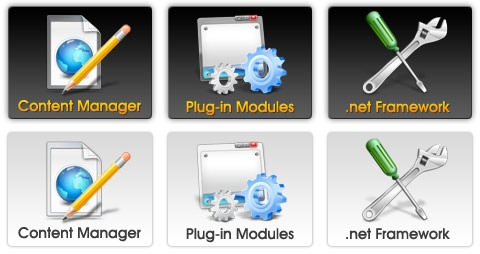 Content Manager
Plug-in Modules
.net Framework
Content Manager
Plug-in Modules
.net Framework